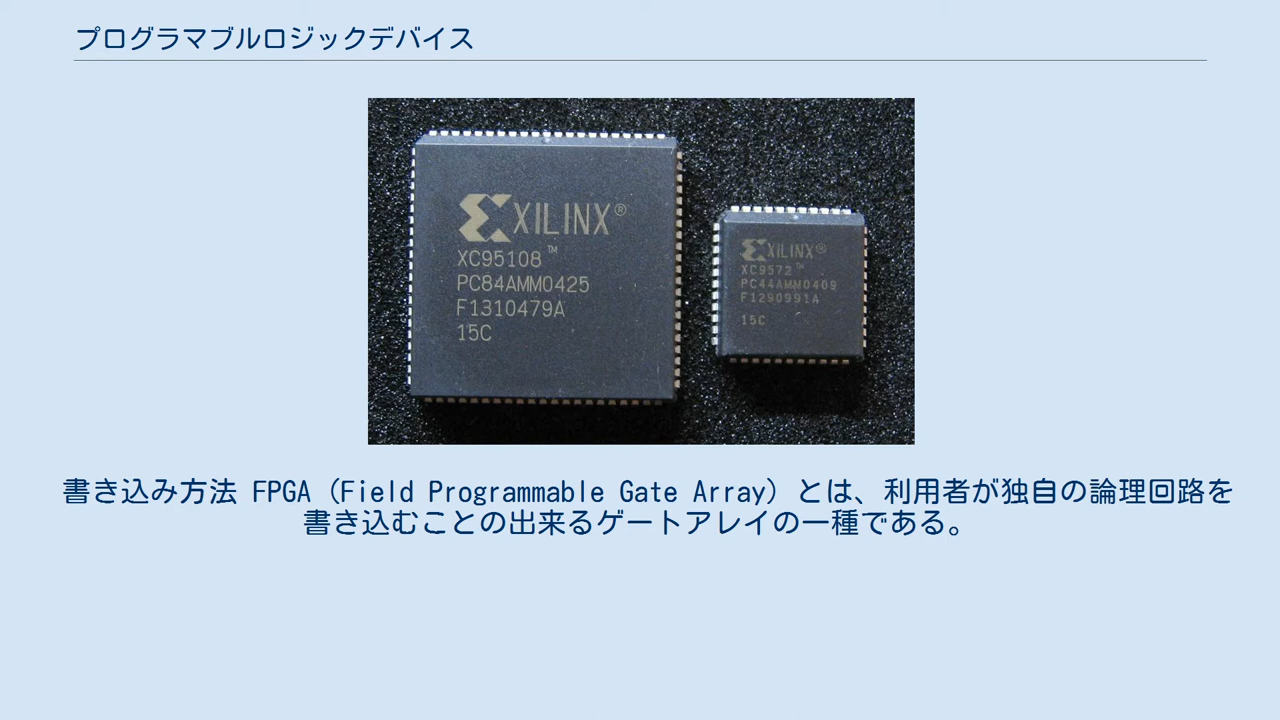 プログラマブルロジックデバイス
XILINX®
XC95108™
PC84AMM0425
F1310479A
15C
XILINX®
XC9572™
PC44AMM0409
F1290991A
15C
書き込み方法 FPGA（Field Programmable Gate Array）とは、利用者が独自の論理回路を
書き込むことの出来るゲートアレイの一種である。